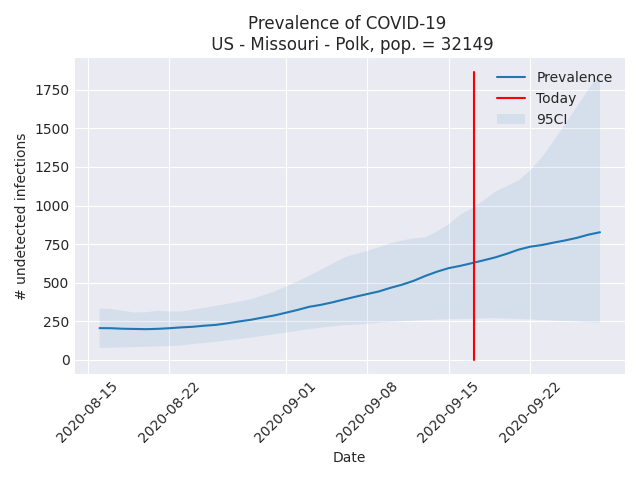 Prevalence of COVID-19
US - Missouri - Polk, pop. = 32149
Prevalence
Today
95CI
# undetected infections
1750
1500
1250
1000
750
500
250
0
2020-08-15
2020-08-22
2020-09-01
2020-09-08
2020-09-15
2020-09-22
Date